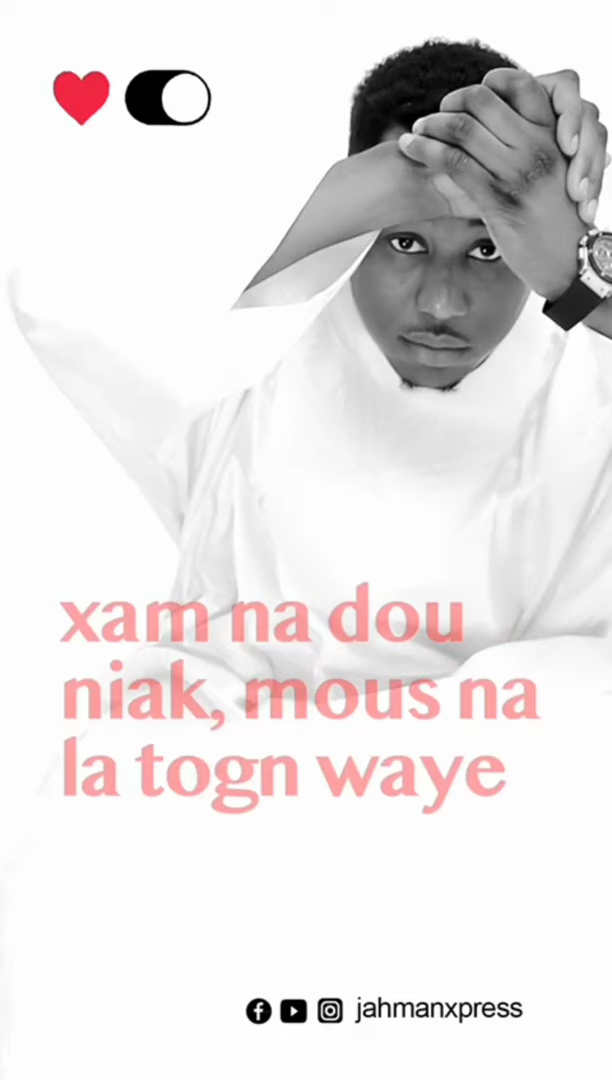 xam na dou
niak, mous na
la togn waye
jahmanxpress